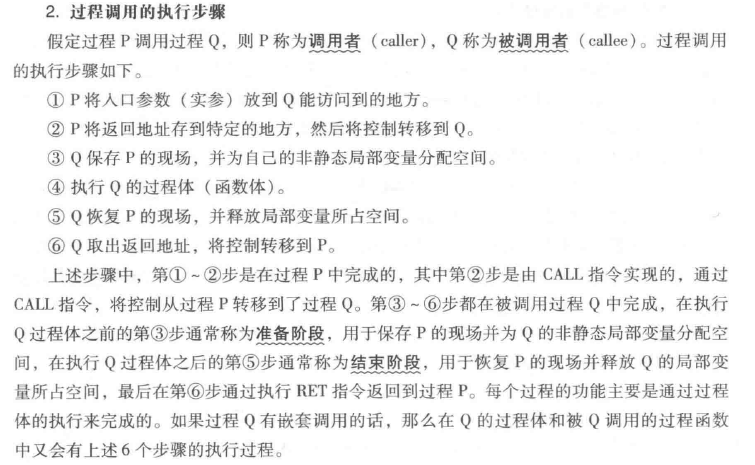 2. 过程调用的执行步骤
假定过程 P 调用过程 Q，则 P 称为调用者（caller），Q 称为被调用者（callee）。过程调用
的执行步骤如下。
① P 将入口参数（实参）放到 Q 能访问到的地方。
② P 将返回地址存到特定的地方，然后将控制转移到 Q。
③ Q 保存 P 的现场，并为自己的非静态局部变量分配空间。
④ 执行 Q 的过程体（函数体）。
⑤ Q 恢复 P 的现场，并释放局部变量所占空间。
⑥ Q 取出返回地址，将控制转移到 P。
上述步骤中，第①~②步是在过程 P 中完成的，其中第②步是由 CALL 指令实现的，通过
CALL 指令，将控制从过程 P 转移到了过程 Q。第③~⑥步都在被调用过程 Q 中完成，在执行
Q 过程体之前的第③步通常称为准备阶段，用于保存 P 的现场并为 Q 的非静态局部变量分配空
间，在执行 Q 过程体之后的第⑤步通常称为结束阶段，用于恢复 P 的现场并释放 Q 的局部变
量所占空间，最后在第⑥步通过执行 RET 指令返回到过程 P。每个过程的功能主要是通过过程
体的执行来完成的。如果过程 Q 有嵌套调用的话，那么在 Q 的过程体和被 Q 调用的过程函数
中又会有上述 6 个步骤的执行过程。